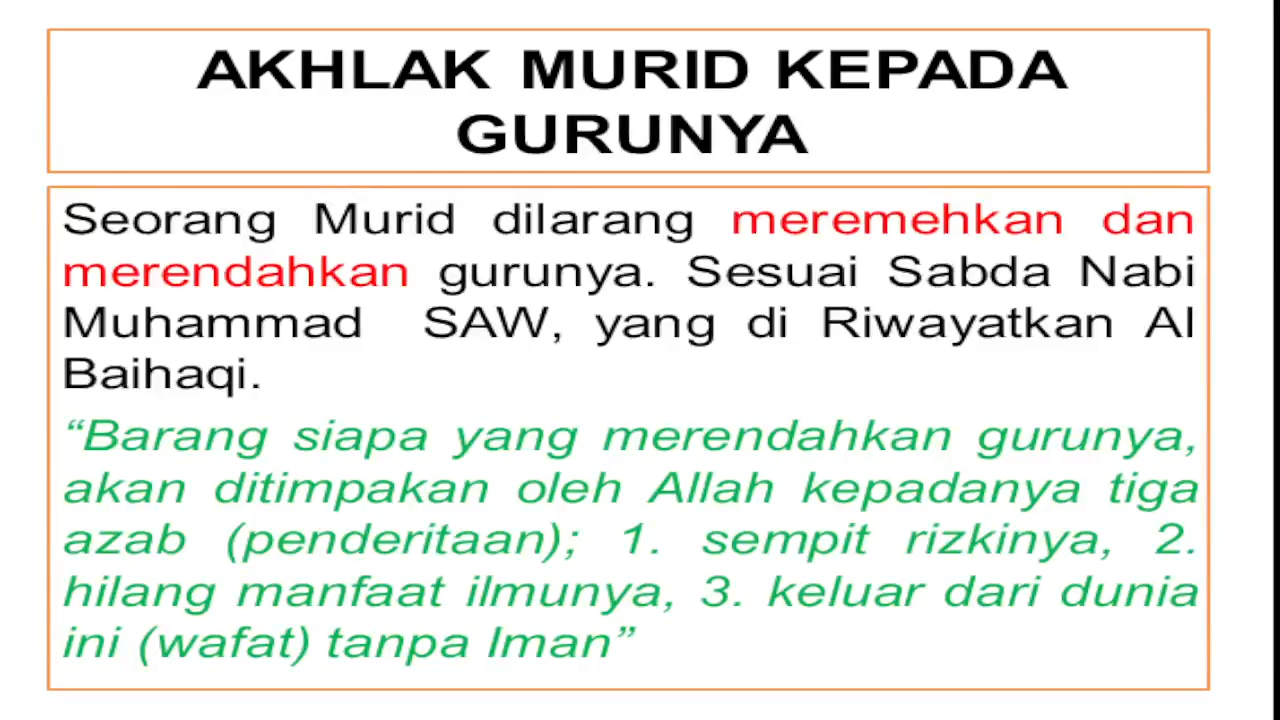 AKHLAK MURID KEPADA
GURUNYA
Seorang Murid dilarang meremehkan dan
merendahkan gurunya. Sesuai Sabda Nabi
Muhammad SAW, yang di Riwayatkan Al
Baihaqi.
“Barang siapa yang merendahkan gurunya,
akan ditimpakan oleh Allah kepadanya tiga
azab (penderitaan); 1. sempit rizkinya, 2.
hilang manfaat ilmunya, 3. keluar dari dunia
ini (wafat) tanpa Iman”